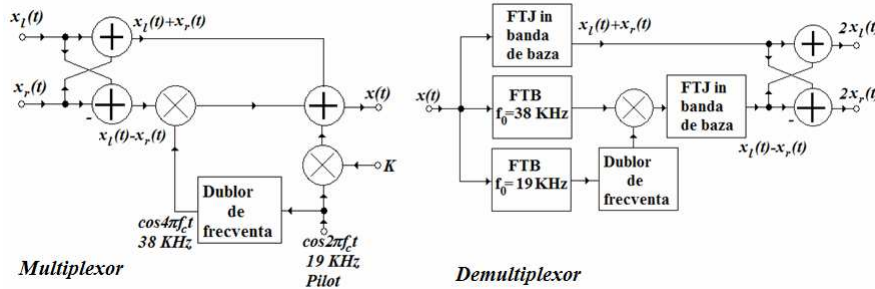 x_l(t)
x_l(t)+x_r(t)
x_r(t)
-
x_l(t)-x_r(t)
x(t)
K
Dublor
de
frecventa
cos4πf_ct
38 KHz
cos2πf_ct
19 KHz
Pilot
Multiplexor
x(t)
FTJ in
banda
de baza
x_l(t)+x_r(t)
FTB
f_0=38 KHz
FTB
f_0=19 KHz
Dublor
de
frecventa
FTJ in
banda
de baza
x_l(t)-x_r(t)
-
2x_l(t)
2x_r(t)
Demultiplexor